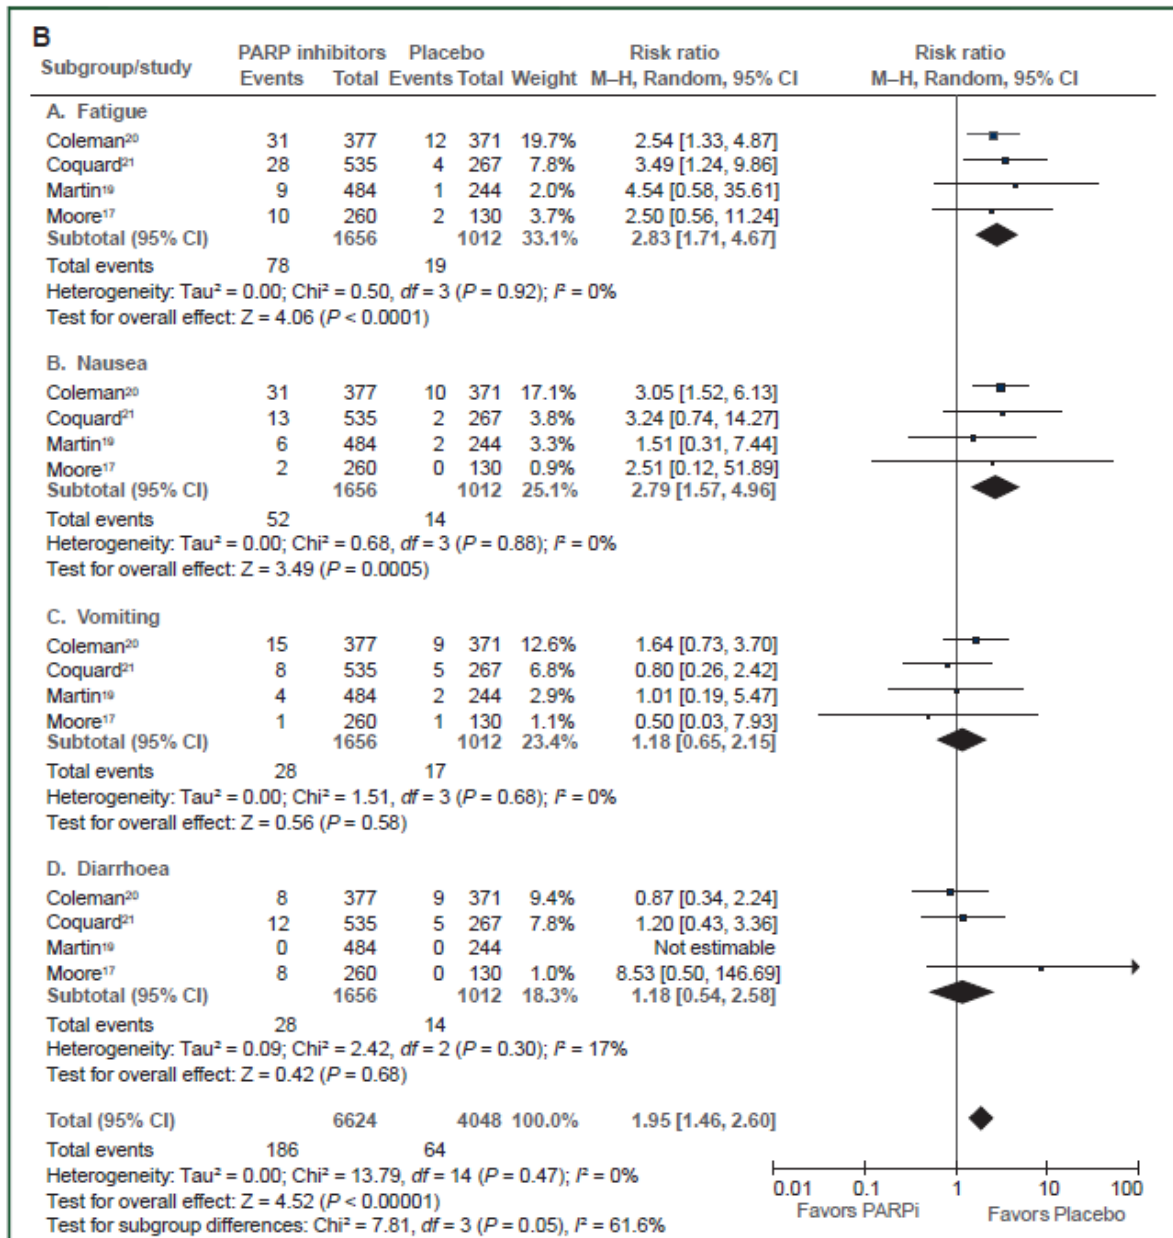 B
PARP inhibitors Placebo Risk ratio Risk ratio
Subgroup/study Events Total Events Total Weight M–H, Random, 95% CI M–H, Random, 95% CI
A. Fatigue
Coleman²⁰ 31 377 12 371 19.7% 2.54 [1.33, 4.87]
Coquard²¹ 28 535 4 267 7.8% 3.49 [1.24, 9.86]
Martin¹⁹ 9 484 1 244 2.0% 4.54 [0.58, 35.61]
Moore¹⁷ 10 260 2 130 3.7% 2.50 [0.56, 11.24]
Subtotal (95% CI) 1656 1012 33.1% 2.83 [1.71, 4.67]
Total events 78 19
Heterogeneity: Tau² = 0.00; Chi² = 0.50, df = 3 (P = 0.92); I² = 0%
Test for overall effect: Z = 4.06 (P < 0.0001)
B. Nausea
Coleman²⁰ 31 377 10 371 17.1% 3.05 [1.52, 6.13]
Coquard²¹ 13 535 2 267 3.8% 3.24 [0.74, 14.27]
Martin¹⁹ 6 484 2 244 3.3% 1.51 [0.31, 7.44]
Moore¹⁷ 2 260 0 130 0.9% 2.51 [0.12, 51.89]
Subtotal (95% CI) 1656 1012 25.1% 2.79 [1.57, 4.96]
Total events 52 14
Heterogeneity: Tau² = 0.00; Chi² = 0.68, df = 3 (P = 0.88); I² = 0%
Test for overall effect: Z = 3.49 (P = 0.0005)
C. Vomiting
Coleman²⁰ 15 377 9 371 12.6% 1.64 [0.73, 3.70]
Coquard²¹ 8 535 5 267 6.8% 0.80 [0.26, 2.42]
Martin¹⁹ 4 484 2 244 2.9% 1.01 [0.19, 5.47]
Moore¹⁷ 1 260 1 130 1.1% 0.50 [0.03, 7.93]
Subtotal (95% CI) 1656 1012 23.4% 1.18 [0.65, 2.15]
Total events 28 17
Heterogeneity: Tau² = 0.00; Chi² = 1.51, df = 3 (P = 0.68); I² = 0%
Test for overall effect: Z = 0.56 (P = 0.58)
D. Diarrhoea
Coleman²⁰ 8 377 9 371 9.4% 0.87 [0.34, 2.24]
Coquard²¹ 12 535 5 267 7.8% 1.20 [0.43, 3.36]
Martin¹⁹ 0 484 0 244 Not estimable
Moore¹⁷ 8 260 0 130 1.0% 8.53 [0.50, 146.69]
Subtotal (95% CI) 1656 1012 18.3% 1.18 [0.54, 2.58]
Total events 28 14
Heterogeneity: Tau² = 0.09; Chi² = 2.42, df = 2 (P = 0.30); I² = 17%
Test for overall effect: Z = 0.42 (P = 0.68)
Total (95% CI) 6624 4048 100.0% 1.95 [1.46, 2.60]
Total events 186 64
Heterogeneity: Tau² = 0.00; Chi² = 13.79, df = 14 (P = 0.47); I² = 0%
Test for overall effect: Z = 4.52 (P < 0.00001)
Test for subgroup differences: Chi² = 7.81, df = 3 (P = 0.05), I² = 61.6%
0.01 0.1 1 10 100
Favors PARPi Favors Placebo